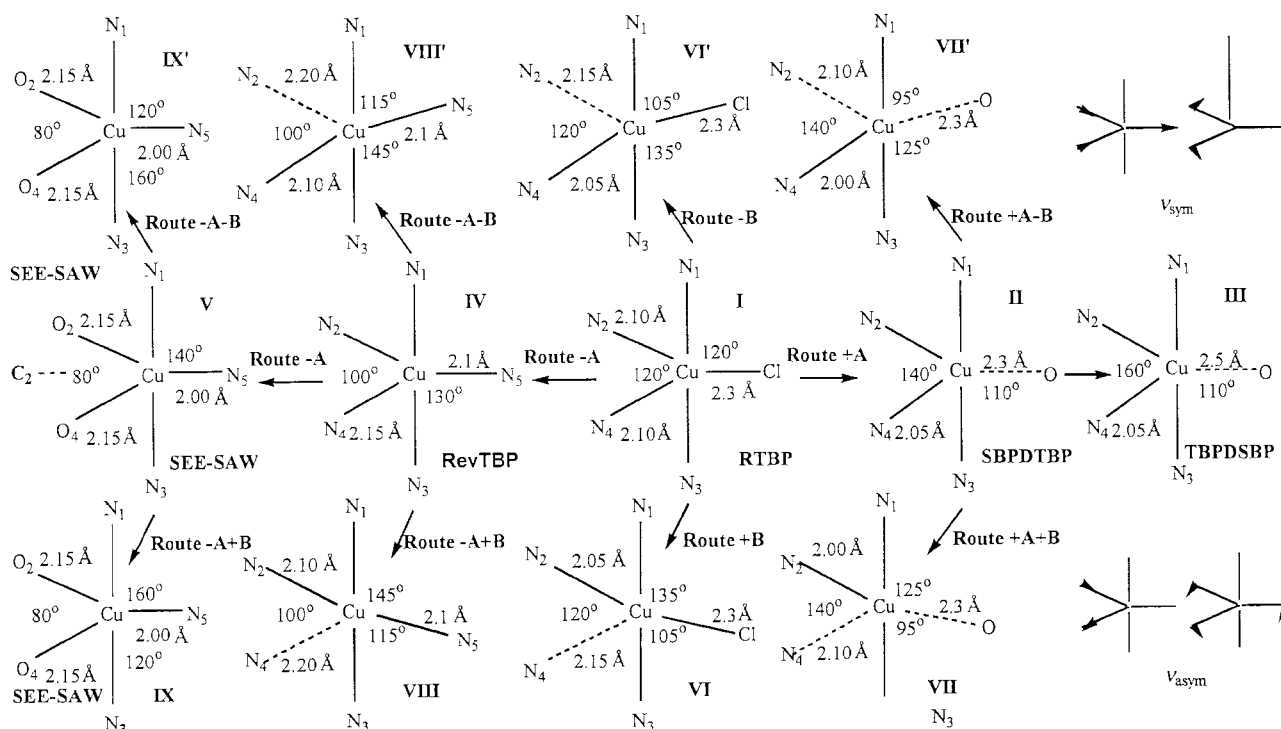 N1 N1 N1 N1
IX' VIII' VI' VII'
O2 2.15 Å N2 2.20 Å N2 2.15 Å N2 2.10 Å
120° 115° 105° 95°
80° Cu N5 100° Cu N5 120° Cu Cl 140° Cu O
2.00 Å 2.1 Å 2.3 Å 2.3Å
160° 145° 135° 125°
O4 2.15Å N4 2.10 Å N4 2.05 Å N4 2.00 Å
νsym
Route -A-B Route -A-B Route -B Route +A-B
N3 N3 N3 N3
SEE-SAW N1 N1 N1 N1 N1
V IV I II III
O2 2.15 Å N2 N2 2.10 Å N2 N2
140° Route -A 2.1 Å Route -A 120° Route +A 2.3 Å 2.5 Å
C2 80° Cu N5 100° Cu N5 120° Cu Cl 140° Cu O 160° Cu O
2.00 Å 130° 2.3 Å 110° 110°
O4 2.15 Å N4 2.15 Å N4 2.10 Å N4 2.05 Å N4 2.05 Å
SEE-SAW RevTBP RTBP SBPDTBP TBPDSBP
N3 N3 N3 N3 N3
N1 N1 N1 N1
Route -A+B Route -A+B Route +B Route +A+B
O2 2.15 Å N2 2.10 Å N2 2.05 Å N2 2.00 Å
160° 145° 135° 125°
80° Cu N5 100° Cu 2.1 Å N5 120° Cu 2.3Å Cl 140° Cu 2.3 Å O
2.00 Å 115° 105° 95°
120°
O4 2.15 Å N4 2.20 Å N4 2.15 Å N4 2.10 Å
SEE-SAW IX VIII VI VII
νasym
N3 N3 N3 N3